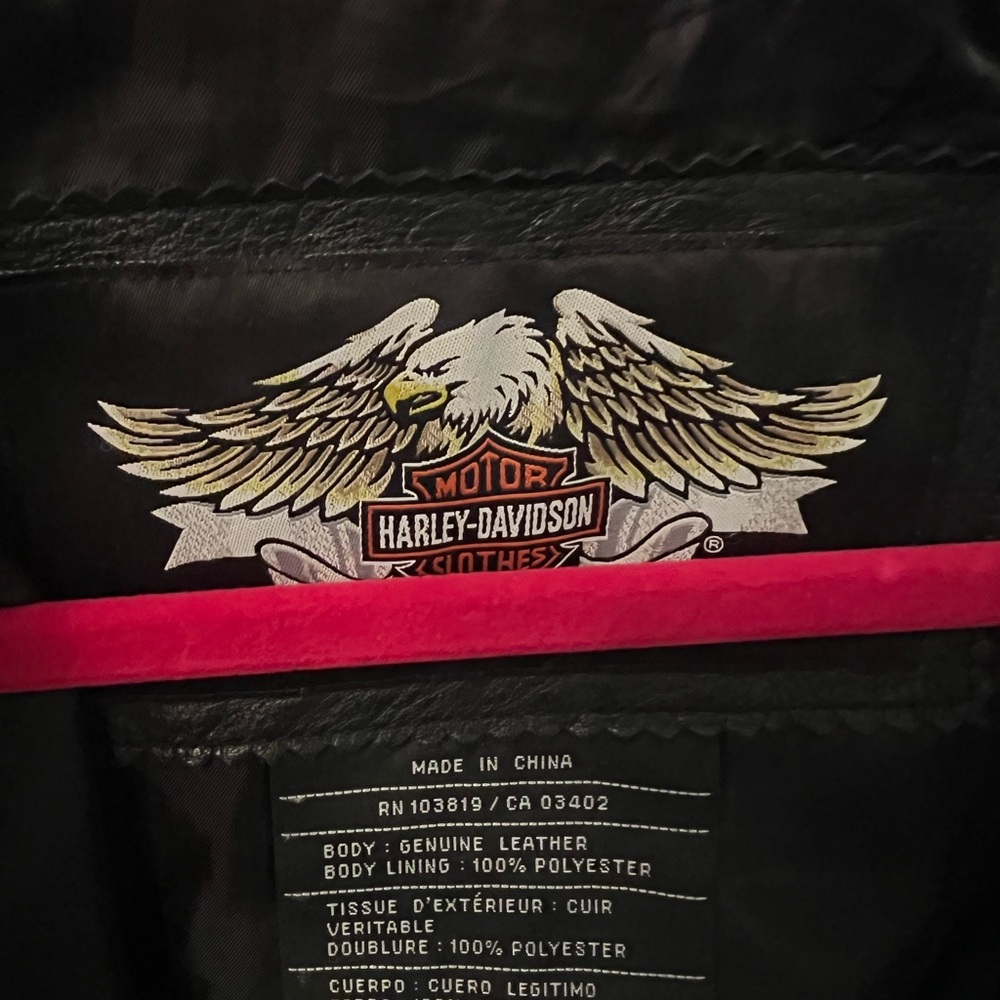 MOTOR
HARLEY-DAVIDSON
CLOTHES
®
MADE IN CHINA
RN 103819 / CA 03402
BODY : GENUINE LEATHER
BODY LINING : 100% POLYESTER
TISSUE D'EXTÉRIEUR : CUIR
VERITABLE
DOUBLURE : 100% POLYESTER
CUERPO : CUERO LEGITIMO